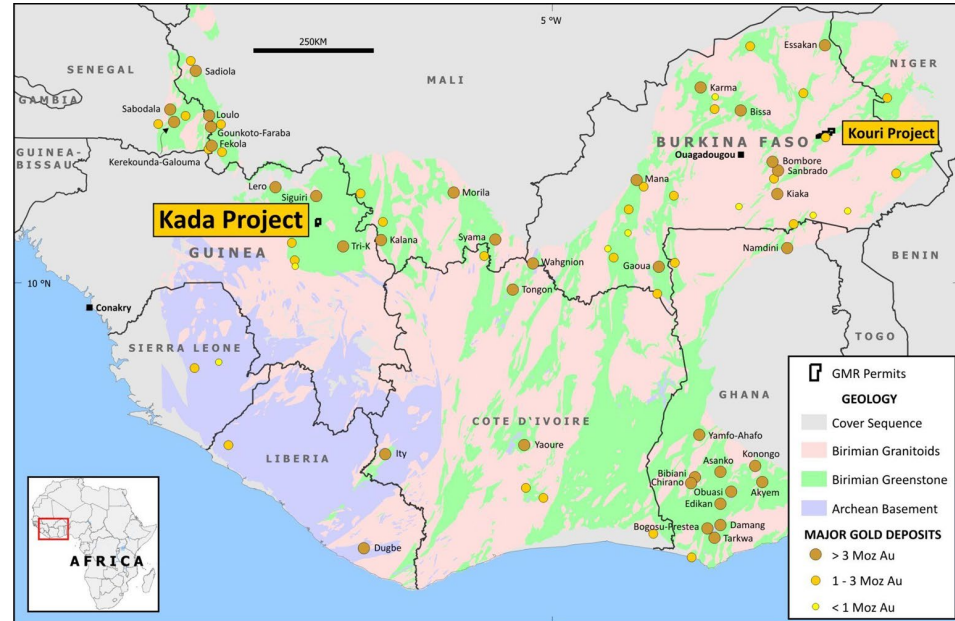 5°W
250KM
Essakan
SENEGAL
Sadiola
MALI
NIGER
Karma
GAMBIA
Sabodala
Loulo
Bissa
Gounkoto-Faraba
BURKINA FASO
Kouri Project
GUINEA-
BISSAU
Fekola
Ouagadougou
Kerekounda-Galouma
Bombore
Sanbrado
Lero
Siguiri
Morila
Mana
Kiaka
Kada Project
Kalana
Syama
Tri-K
Namdini
GUINEA
Wahgnion
Gaoua
BENIN
10 °N
Tongon
Conakry
TOGO
SIERRA LEONE
GMR Permits
GEOLOGY
GHANA
Cover Sequence
COTE D'IVOIRE
Yamfo-Ahafo
Birimian Granitoids
LIBERIA
Ity
Yaoure
Asanko
Konongo
Bibiani
Birimian Greenstone
Chirano
Obuasi
Akyem
Edikan
Archean Basement
Bogosu-Prestea
Damang
MAJOR GOLD DEPOSITS
Tarkwa
Dugbe
> 3 Moz Au
AFRICA
1 - 3 Moz Au
< 1 Moz Au